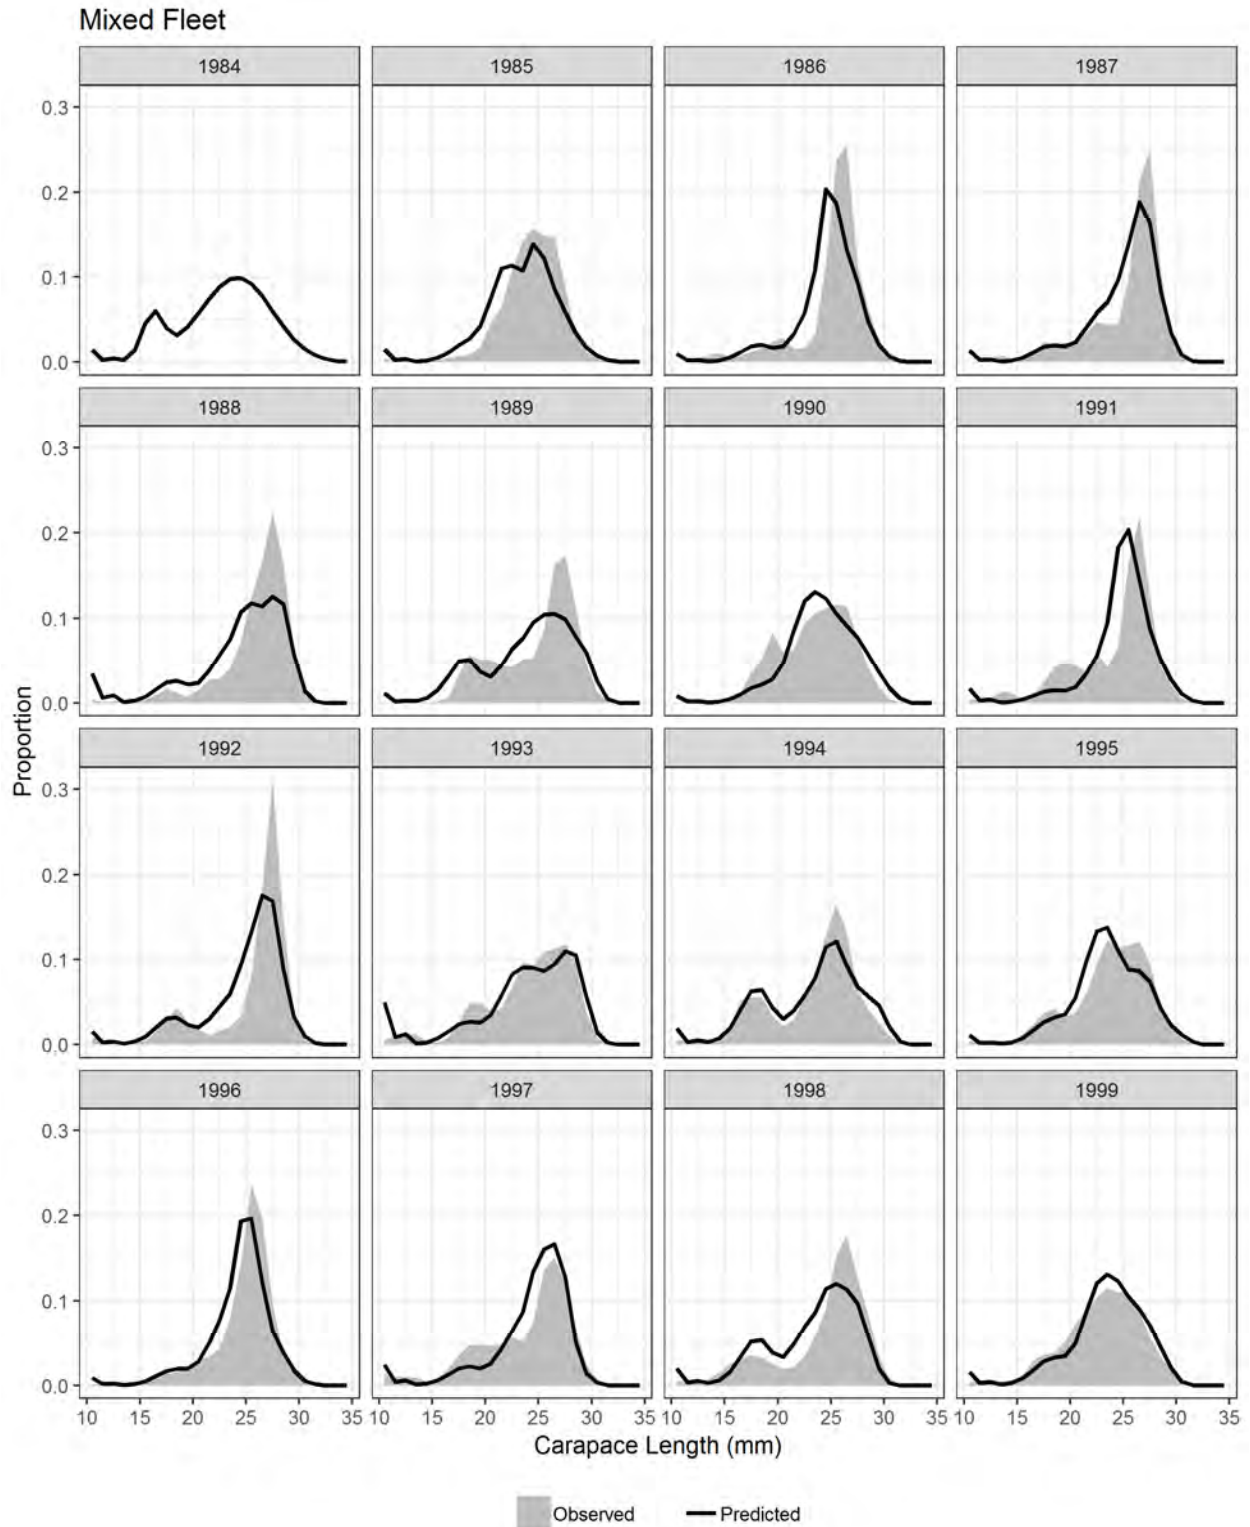 Mixed Fleet
1984 1985 1986 1987
0.3
0.2
0.1
0.0
1988 1989 1990 1991
0.3
0.2
0.1
0.0
Proportion
1992 1993 1994 1995
0.3
0.2
0.1
0.0
1996 1997 1998 1999
0.3
0.2
0.1
0.0
10 15 20 25 30 35 10 15 20 25 30 35 10 15 20 25 30 35 10 15 20 25 30 35
Carapace Length (mm)
Observed Predicted